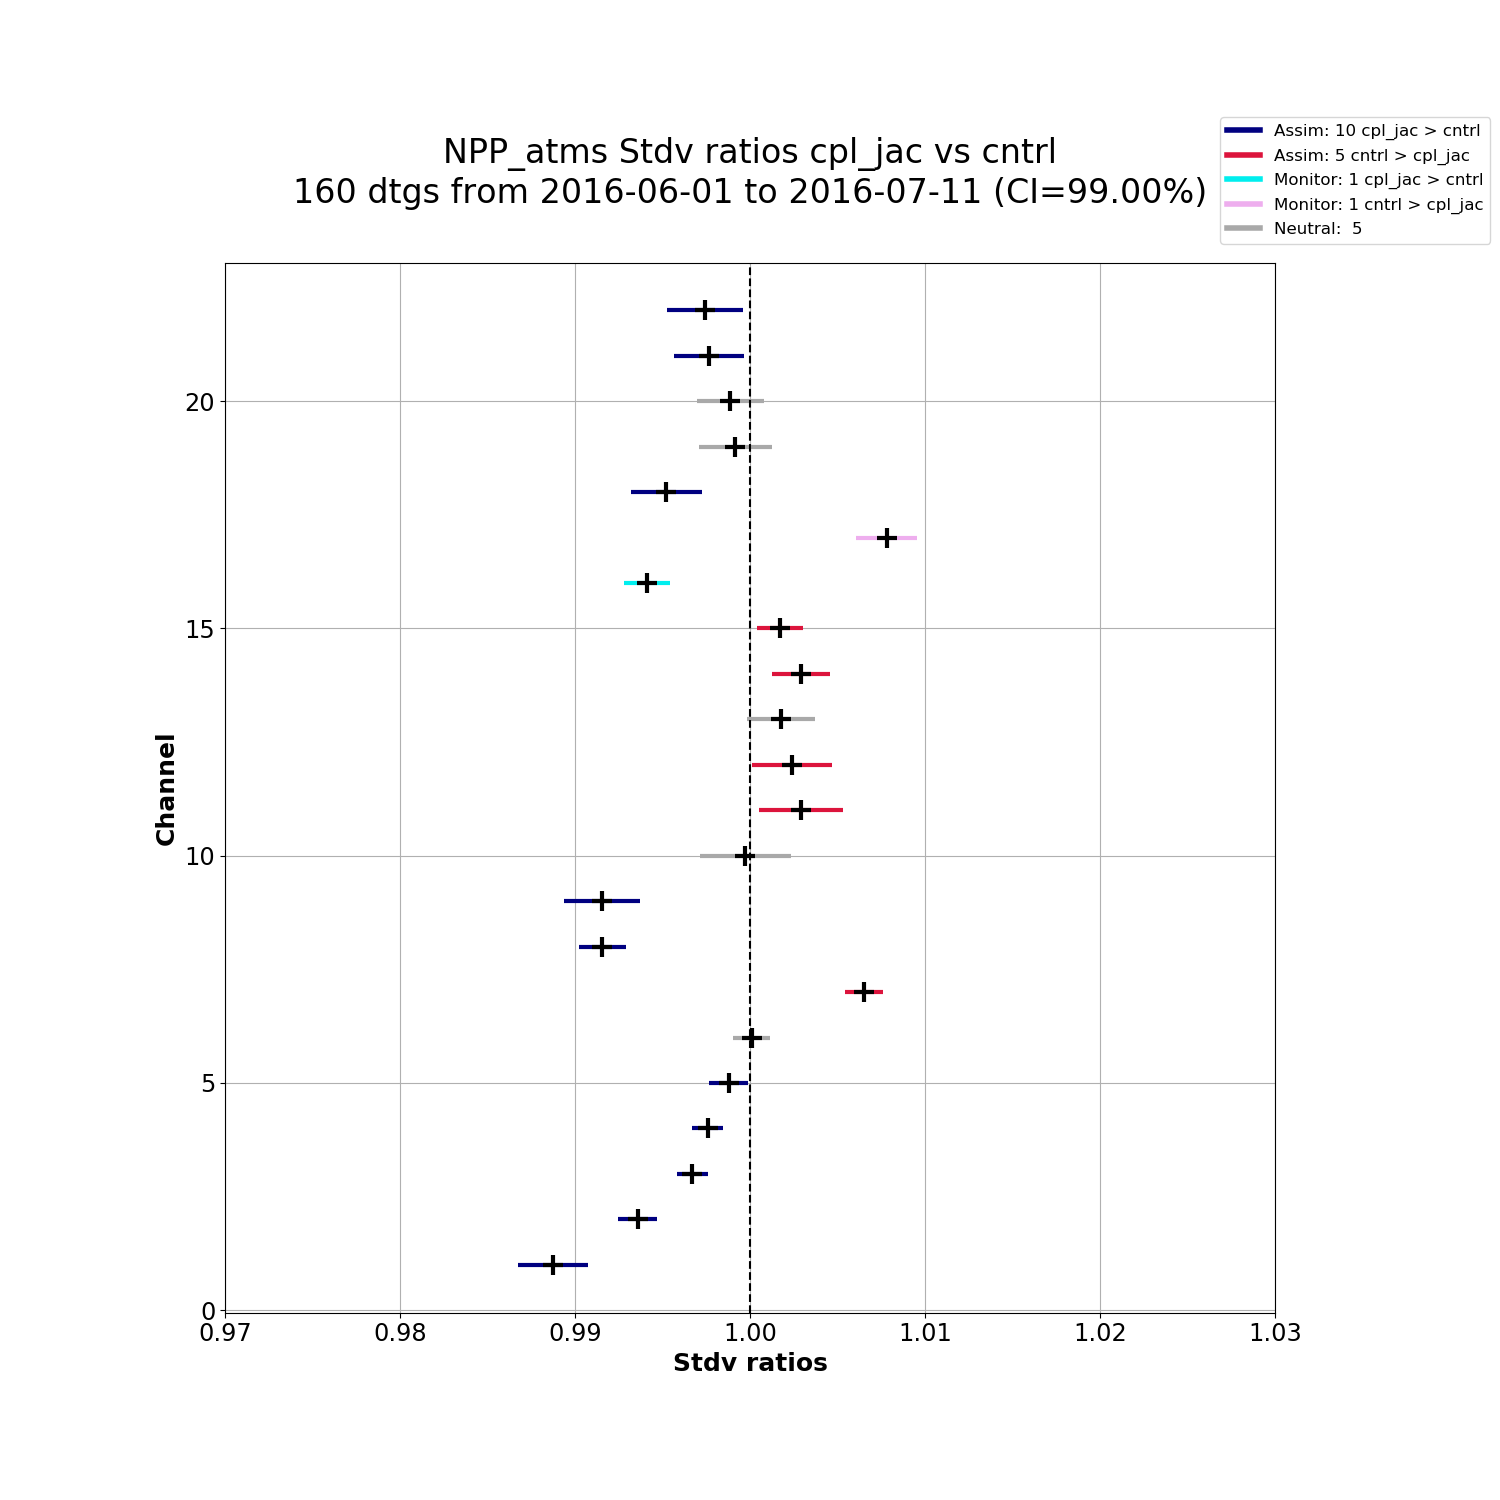 NPP_atms Stdv ratios cpl_jac vs cntrl
160 dtgs from 2016-06-01 to 2016-07-11 (CI=99.00%)
Assim: 10 cpl_jac > cntrl
Assim: 5 cntrl > cpl_jac
Monitor: 1 cpl_jac > cntrl
Monitor: 1 cntrl > cpl_jac
Neutral:  5
Channel
20
15
10
5
0
0.97 0.98 0.99 1.00 1.01 1.02 1.03
Stdv ratios